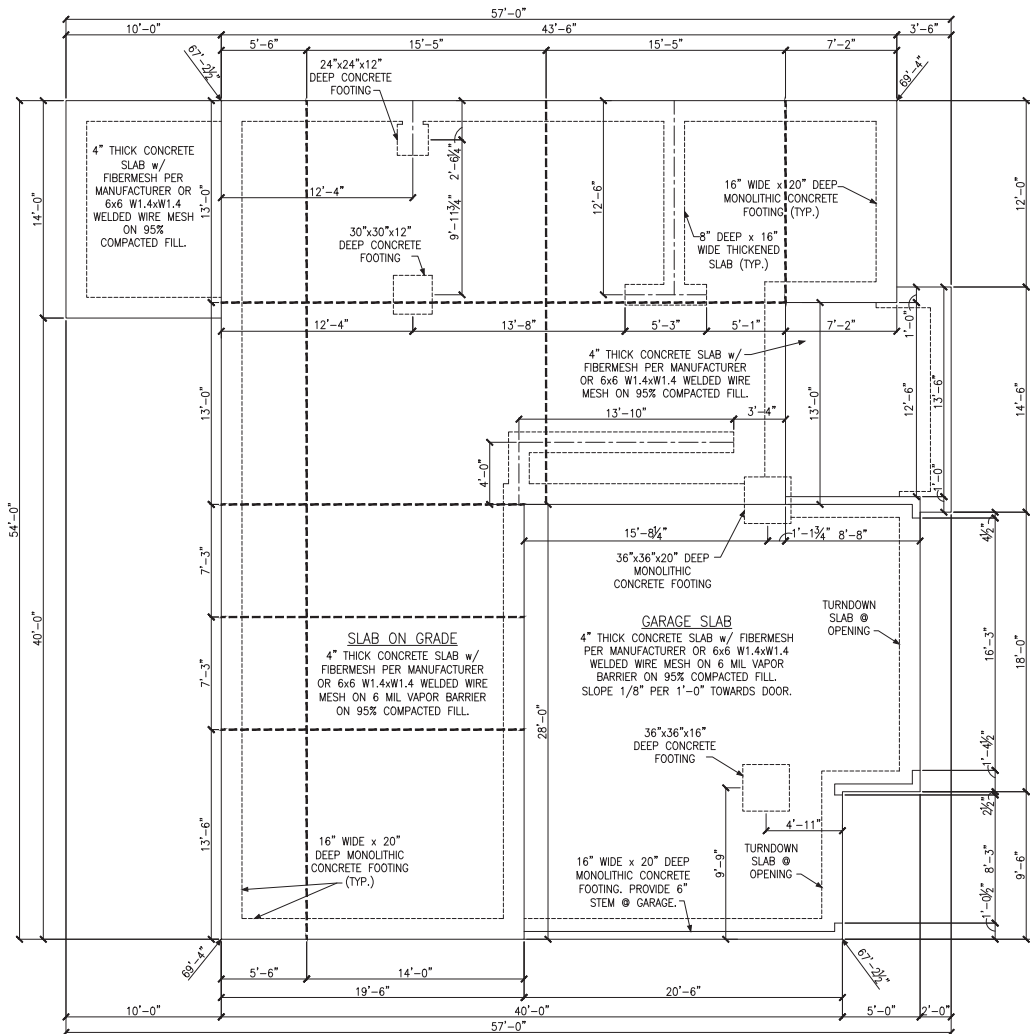 57'-0"
10'-0"
43'-6"
3'-6"
5'-6"
15'-5"
15'-5"
7'-2"
67'-2½"
69'-4"
24"x24"x12"
DEEP CONCRETE
FOOTING
4" THICK CONCRETE
SLAB w/
FIBERMESH PER
MANUFACTURER OR
6x6 W1.4xW1.4
WELDED WIRE MESH
ON 95%
COMPACTED FILL.
14'-0"
13'-0"
12'-4"
2'-6¼"
9'-11¾"
12'-6"
16" WIDE x 20" DEEP
MONOLITHIC CONCRETE
FOOTING (TYP.)
12'-0"
30"x30"x12"
DEEP CONCRETE
FOOTING
8" DEEP x 16"
WIDE THICKENED
SLAB (TYP.)
12'-4"
13'-8"
5'-3"
5'-1"
7'-2"
1'-0"
4" THICK CONCRETE SLAB w/
FIBERMESH PER MANUFACTURER
OR 6x6 W1.4xW1.4 WELDED WIRE
MESH ON 95% COMPACTED FILL.
13'-0"
13'-0"
12'-6"
13'-6"
14'-6"
13'-10"
3'-4"
4'-0"
1'-0"
54'-0"
40'-0"
15'-8¼"
1'-1¾"
8'-8"
4½"
7'-3"
36"x36"x20" DEEP
MONOLITHIC
CONCRETE FOOTING
TURNDOWN
SLAB @
OPENING
SLAB ON GRADE
4" THICK CONCRETE SLAB w/
FIBERMESH PER MANUFACTURER
OR 6x6 W1.4xW1.4 WELDED WIRE
MESH ON 6 MIL VAPOR BARRIER
ON 95% COMPACTED FILL.
GARAGE SLAB
4" THICK CONCRETE SLAB w/ FIBERMESH
PER MANUFACTURER OR 6x6 W1.4xW1.4
WELDED WIRE MESH ON 6 MIL VAPOR
BARRIER ON 95% COMPACTED FILL.
SLOPE 1/8" PER 1'-0" TOWARDS DOOR.
16'-3"
18'-0"
7'-3"
28'-0"
36"x36"x16"
DEEP CONCRETE
FOOTING
1'-4½"
2½"
4'-11"
9'-9"
13'-6"
16" WIDE x 20"
DEEP MONOLITHIC
CONCRETE FOOTING
(TYP.)
16" WIDE x 20" DEEP
MONOLITHIC CONCRETE
FOOTING. PROVIDE 6"
STEM @ GARAGE.
TURNDOWN
SLAB @
OPENING
8'-3"
9'-6"
1'-0½"
69'-4"
67'-2½"
5'-6"
14'-0"
19'-6"
20'-6"
10'-0"
40'-0"
5'-0"
2'-0"
57'-0"